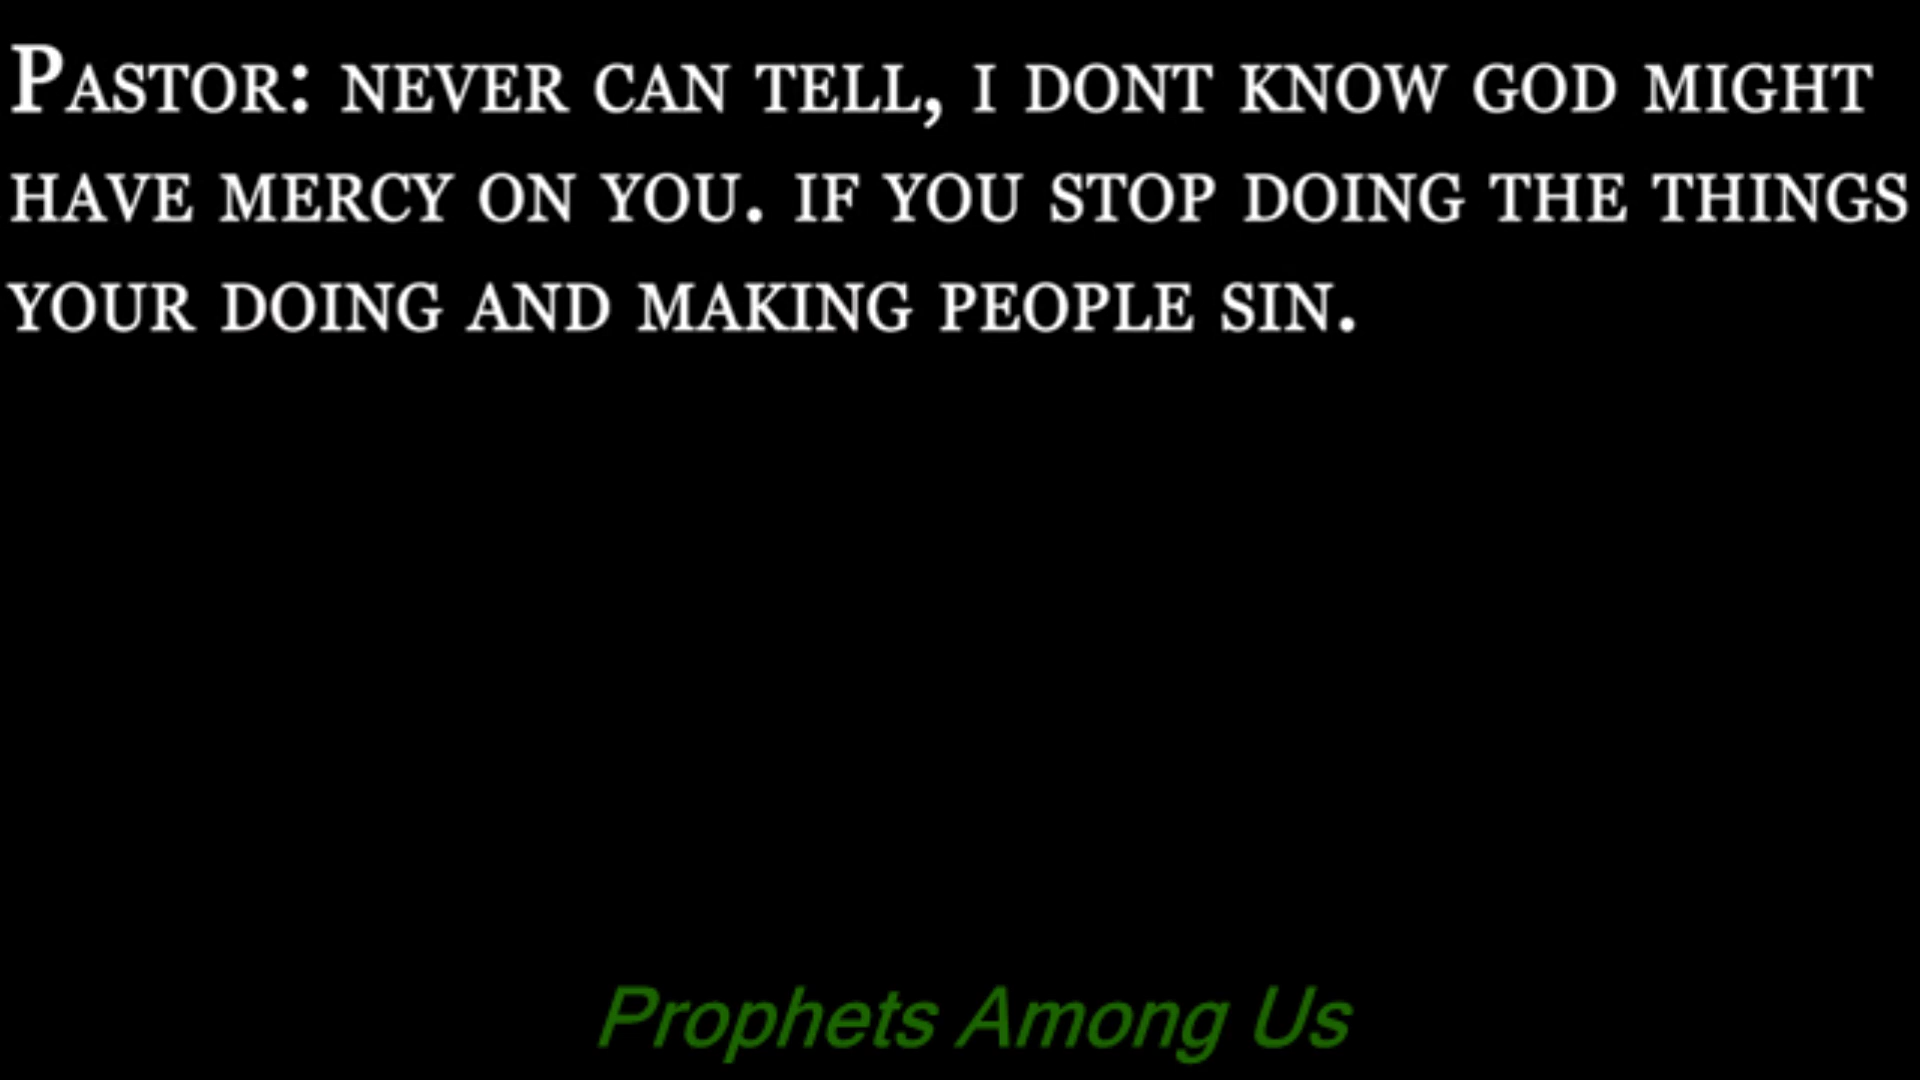 Pastor: never can tell, i dont know god might
have mercy on you. if you stop doing the things
your doing and making people sin.
Prophets Among Us